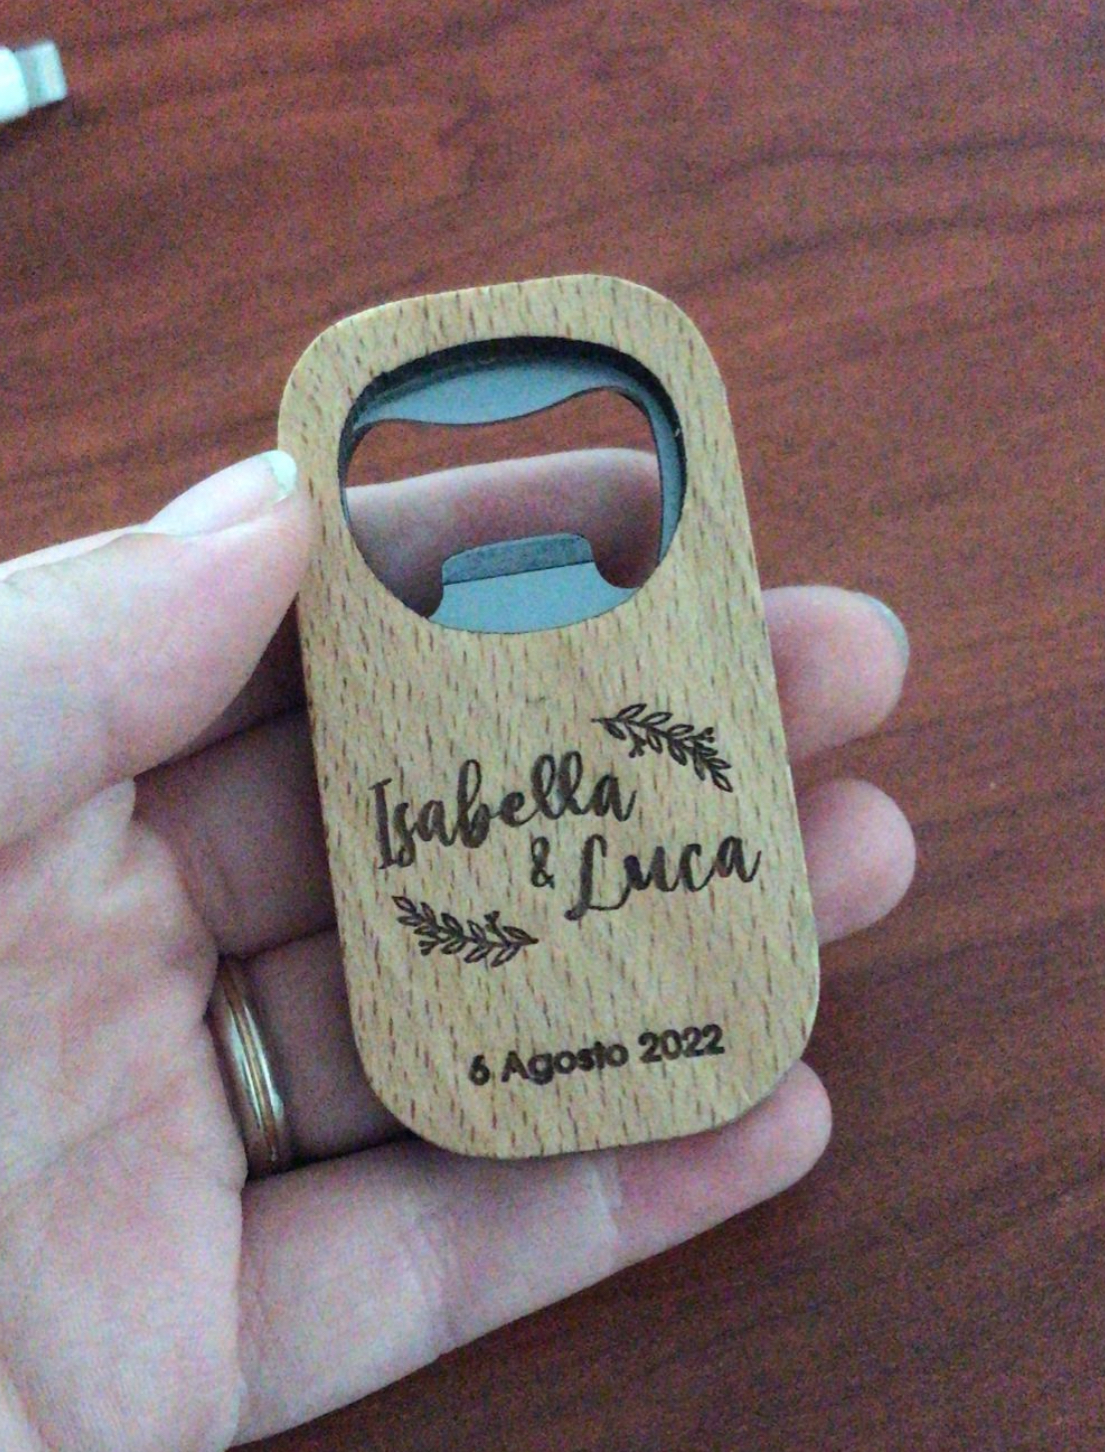 Isabella
& Luca
6 Agosto 2022